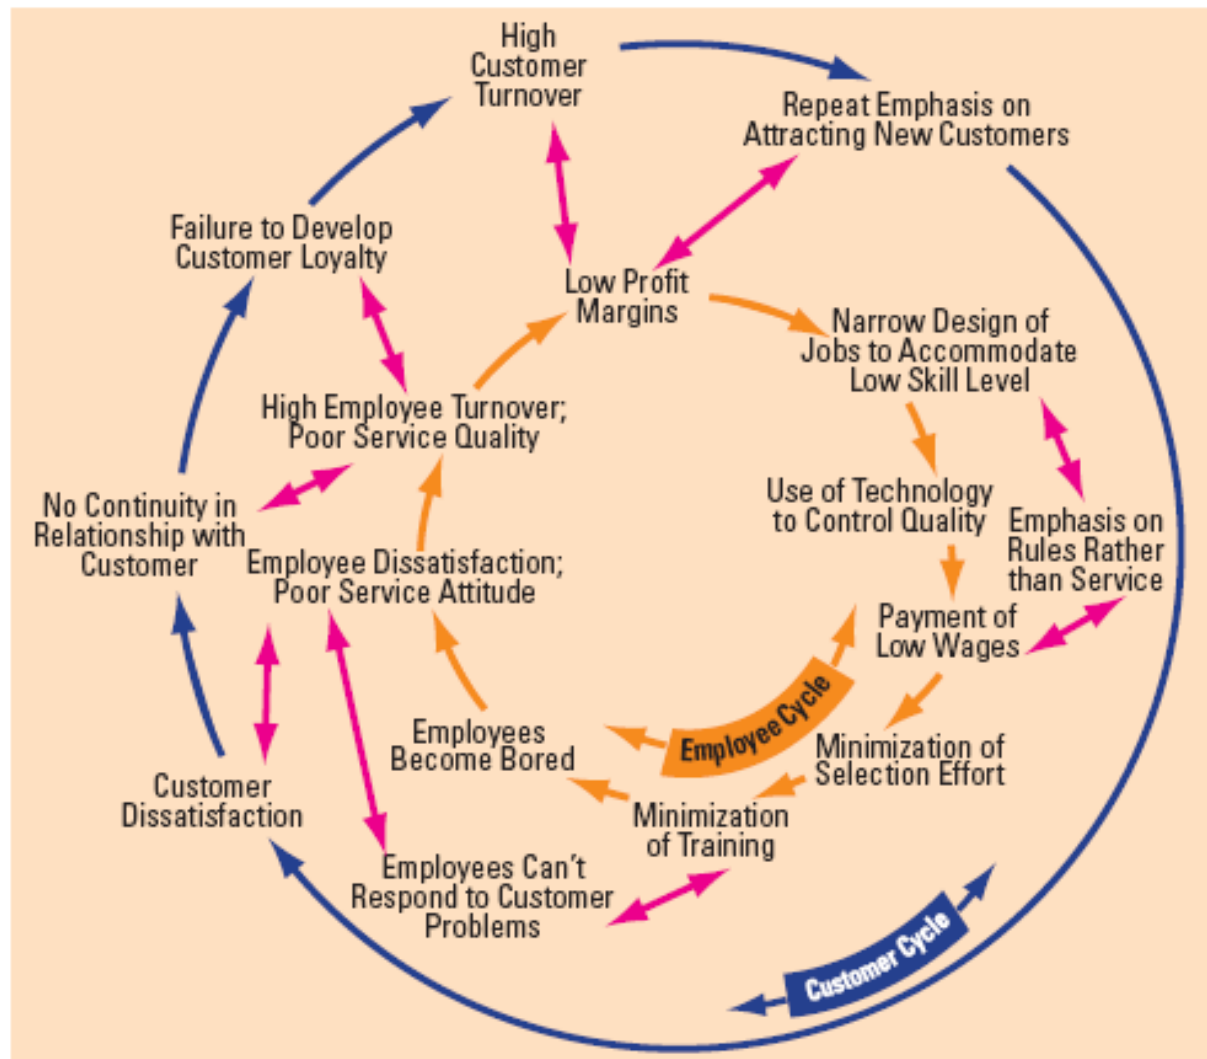 High
Customer
Turnover
Repeat Emphasis on
Attracting New Customers
Failure to Develop
Customer Loyalty
Low Profit
Margins
Narrow Design of
Jobs to Accommodate
Low Skill Level
High Employee Turnover;
Poor Service Quality
Use of Technology
to Control Quality
No Continuity in
Relationship with
Customer
Emphasis on
Rules Rather
than Service
Employee Dissatisfaction;
Poor Service Attitude
Payment of
Low Wages
Employee Cycle
Employees
Become Bored
Minimization of
Selection Effort
Customer
Dissatisfaction
Minimization
of Training
Employees Can't
Respond to Customer
Problems
Customer Cycle